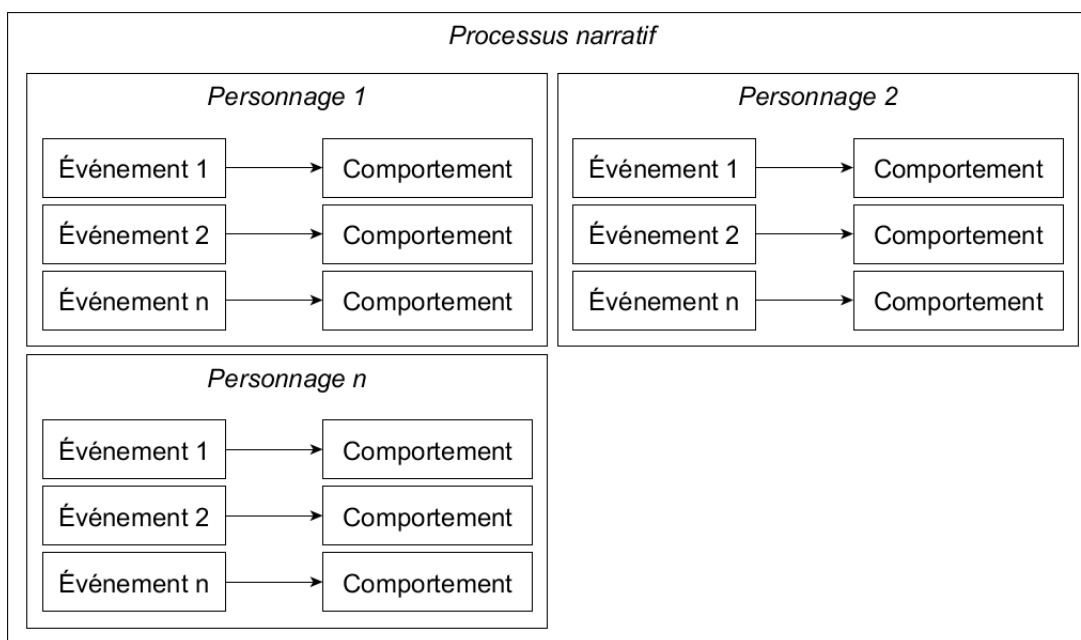 Processus narratif
Personnage 1
Événement 1
Comportement
Événement 2
Comportement
Événement n
Comportement
Personnage 2
Événement 1
Comportement
Événement 2
Comportement
Événement n
Comportement
Personnage n
Événement 1
Comportement
Événement 2
Comportement
Événement n
Comportement